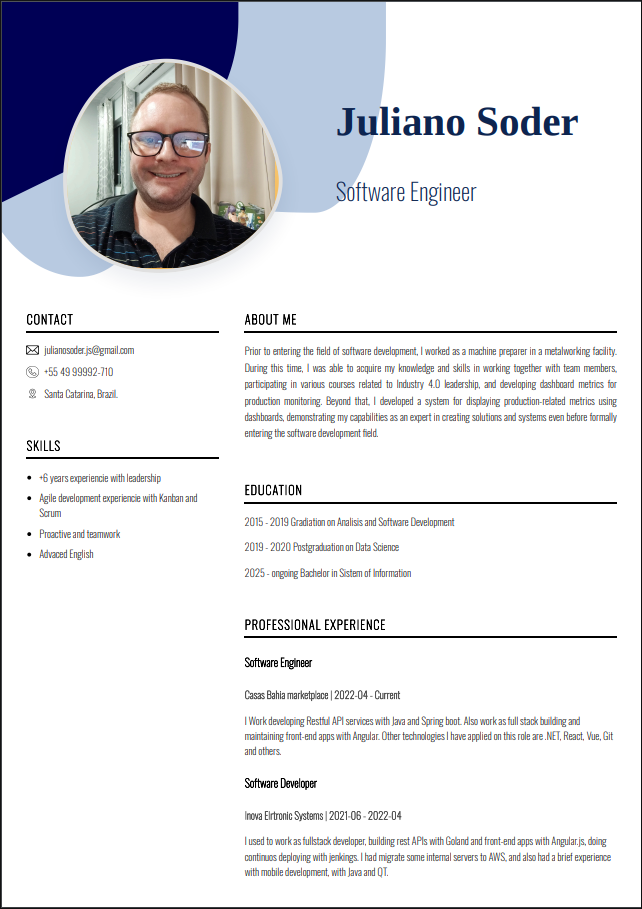 Juliano Soder
Software Engineer
CONTACT
julianosoder.js@gmail.com
+55 49 99992-710
Santa Catarina, Brazil.
SKILLS
+6 years experiencie with leadership
Agile development experiencie with Kanban and
Scrum
Proactive and teamwork
Advaced English
ABOUT ME
Prior to entering the field of software development, I worked as a machine preparer in a metalworking facility.
During this time, I was able to acquire my knowledge and skills in working together with team members,
participating in various courses related to Industry 4.0 leadership, and developing dashboard metrics for
production monitoring. Beyond that, I developed a system for displaying production-related metrics using
dashboards, demonstrating my capabilities as an expert in creating solutions and systems even before formally
entering the software development field.
EDUCATION
2015 - 2019 Gradiation on Analisis and Software Development
2019 - 2020 Postgraduation on Data Science
2025 - ongoing Bachelor in Sistem of Information
PROFESSIONAL EXPERIENCE
Software Engineer
Casas Bahia marketplace | 2022-04 - Current
I Work developing Restful API services with Java and Spring boot. Also work as full stack building and
maintaining front-end apps with Angular. Other technologies I have applied on this role are .NET, React, Vue, Git
and others.
Software Developer
Inova Elrtronic Systems | 2021-06 - 2022-04
I used to work as fullstack developer, building rest APIs with Goland and front-end apps with Angular.js, doing
continuos deploying with jenkings. I had migrate some internal servers to AWS, and also had a brief experience
with mobile development, with Java and QT.